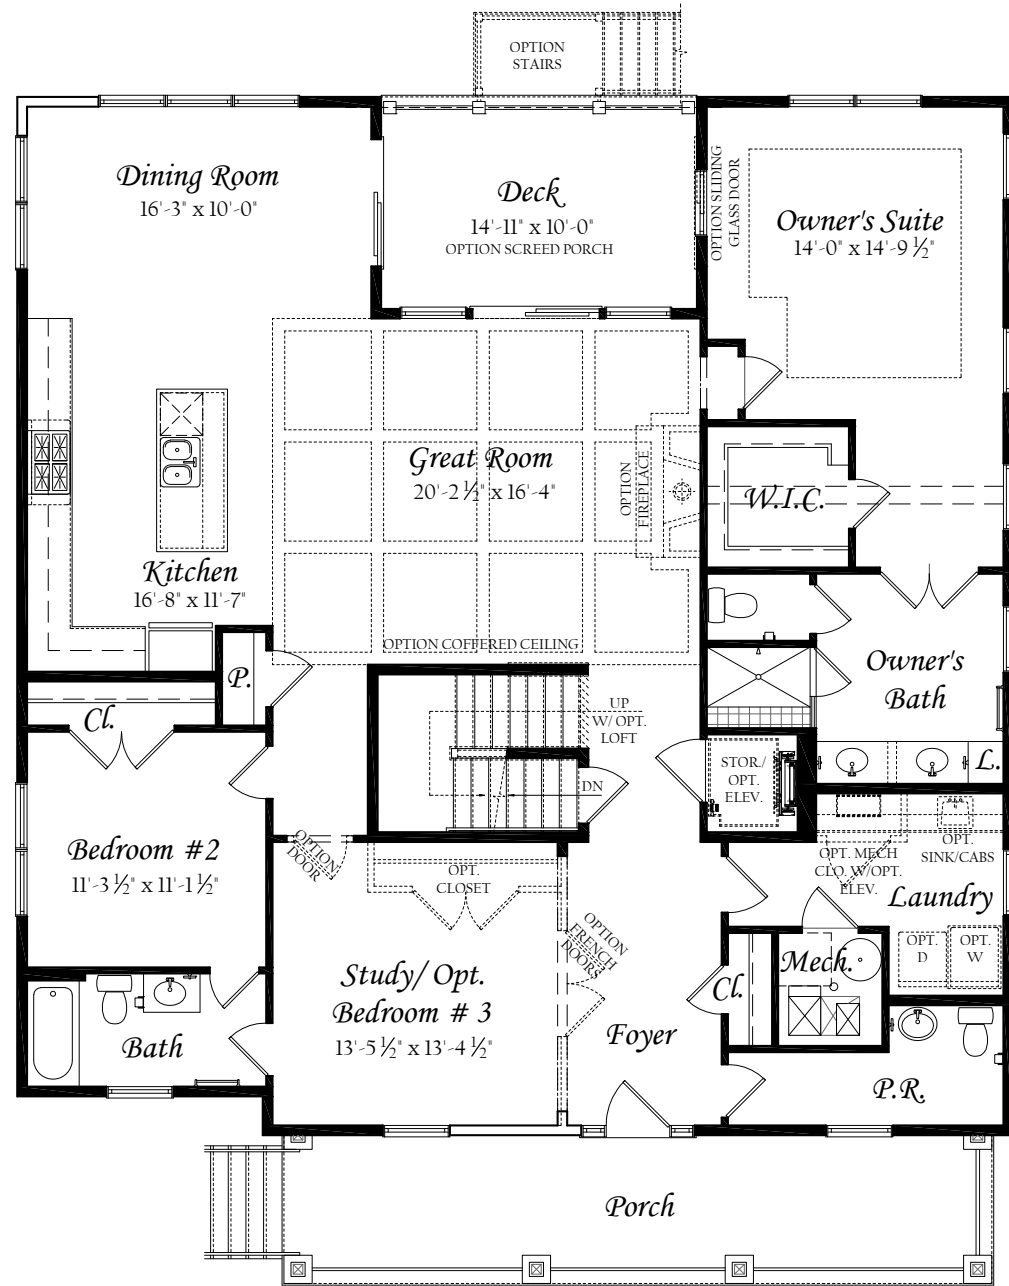 OPTION
STAIRS
Dining Room
16'-3" x 10'-0"
Deck
14'-11" x 10'-0"
OPTION SCREED PORCH
OPTION SLIDING
GLASS DOOR
Owner's Suite
14'-0" x 14'-9 ½"
Great Room
20'-2 ½" x 16'-4"
OPTION
FIREPLACE
W.I.C.
Kitchen
16'-8" x 11'-7"
OPTION COFFERED CEILING
P.
Owner's
Bath
Cl.
UP
W/ OPT.
LOFT
DN
STOR./
OPT.
ELEV.
L.
Bedroom #2
11'-3 ½" x 11'-1 ½"
OPTION
DOOR
OPT.
CLOSET
OPT. MECH
CLO. W/OPT.
ELEV.
OPT.
SINK/CABS
Laundry
OPTION
FRENCH
DOORS
OPT.
D
OPT.
W
Study/ Opt.
Bedroom # 3
13'-5 ½" x 13'-4 ½"
Mech.
Cl.
Bath
Foyer
P.R.
Porch